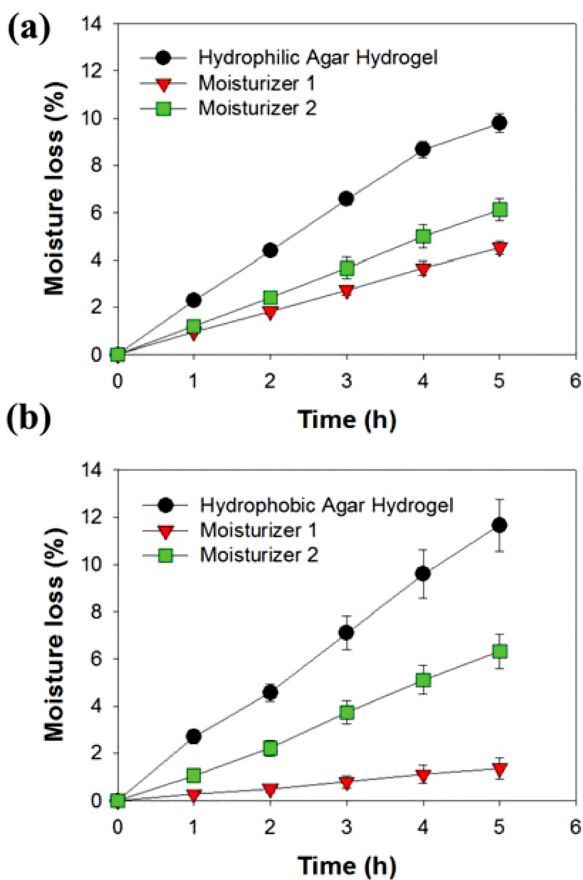 (a)
14
12
10
8
6
4
2
0
Moisture loss (%)
Hydrophilic Agar Hydrogel
Moisturizer 1
Moisturizer 2
0 1 2 3 4 5 6
Time (h)
(b)
14
12
10
8
6
4
2
0
Moisture loss (%)
Hydrophobic Agar Hydrogel
Moisturizer 1
Moisturizer 2
0 1 2 3 4 5 6
Time (h)